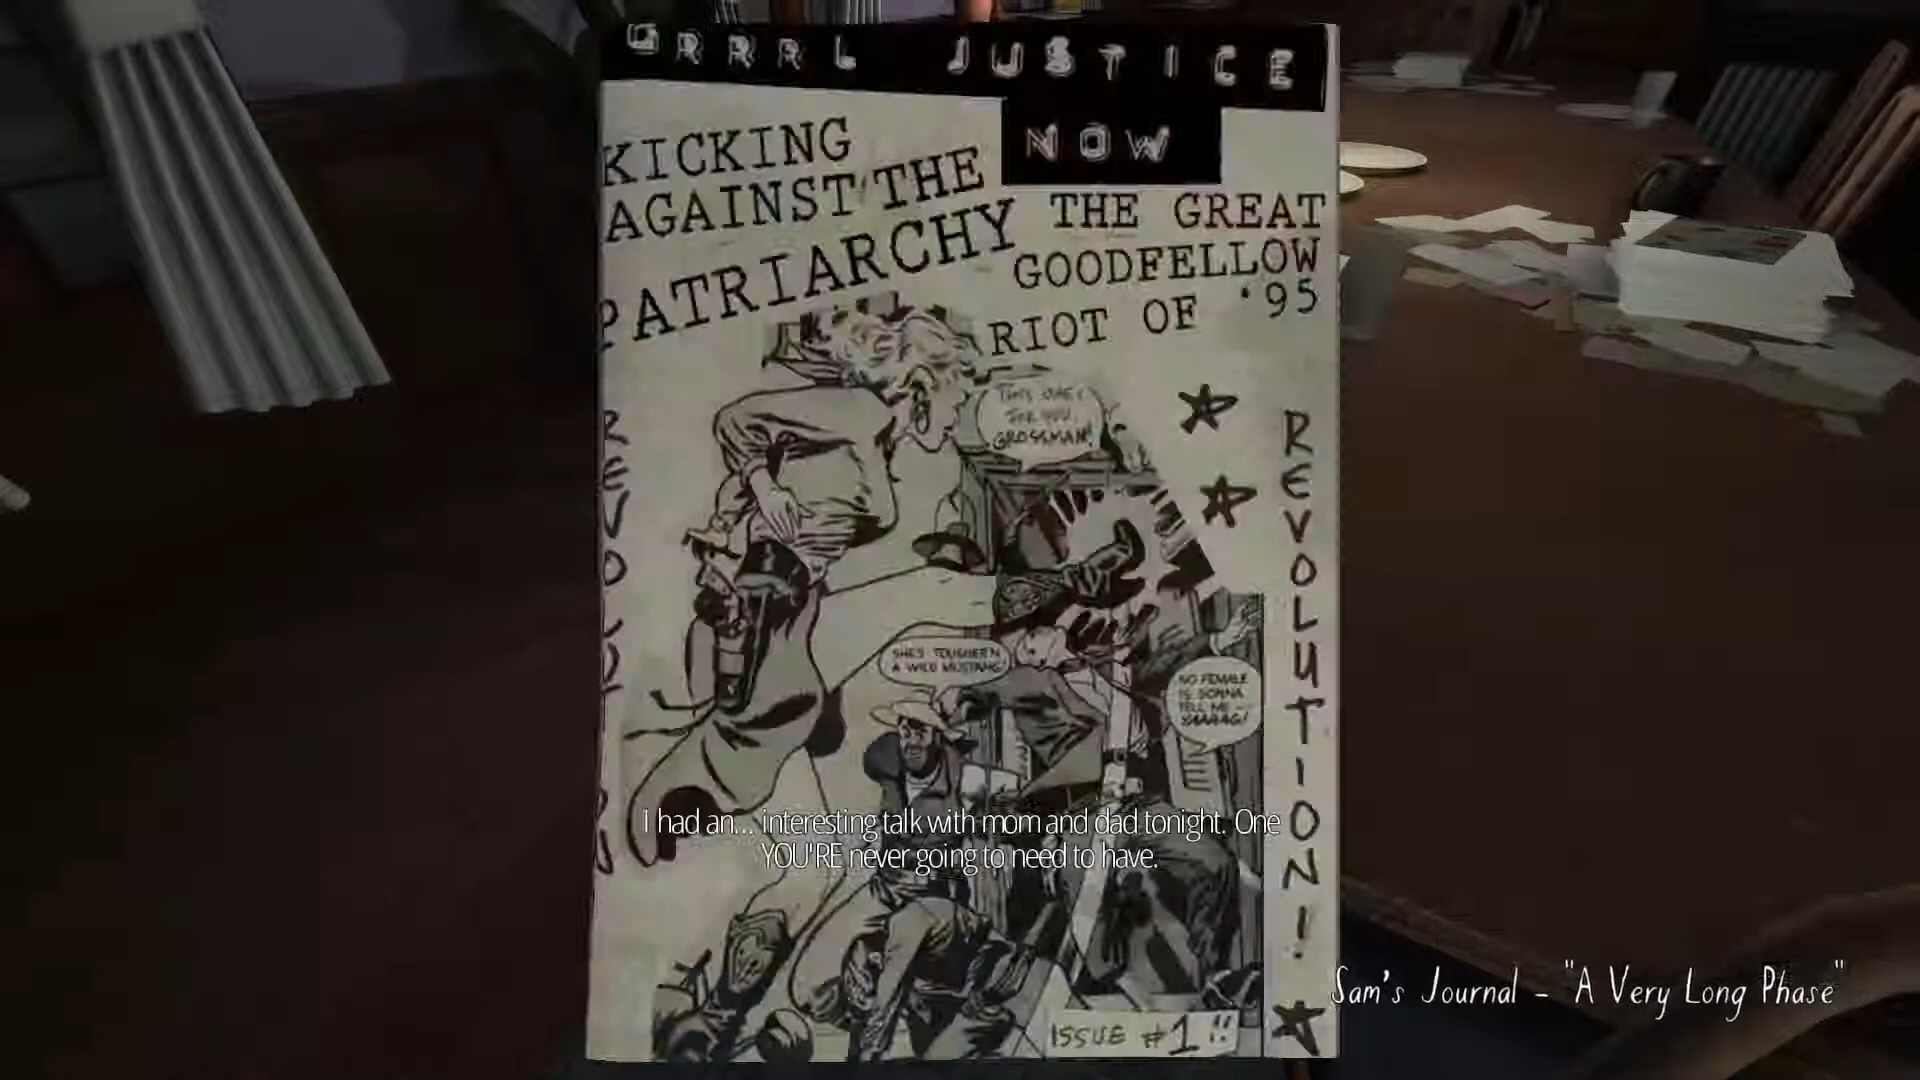 GRRRL JUSTICE
NOW
KICKING
AGAINST THE
PATRIARCHY
THE GREAT
GOODFELLOW
RIOT OF '95
THIS ONE'S
FOR YOU,
GROSSMAN!
REVOLUTION
REVOLUTION!
SHE'S TOUGHER'N
A WILD MUSTANG!
NO FEMALE
IS GONNA
TELL ME --
YAAAAG!
I had an... interesting talk with mom and dad tonight. One
YOU'RE never going to need to have.
Sam's Journal - "A Very Long Phase"
ISSUE #1!!